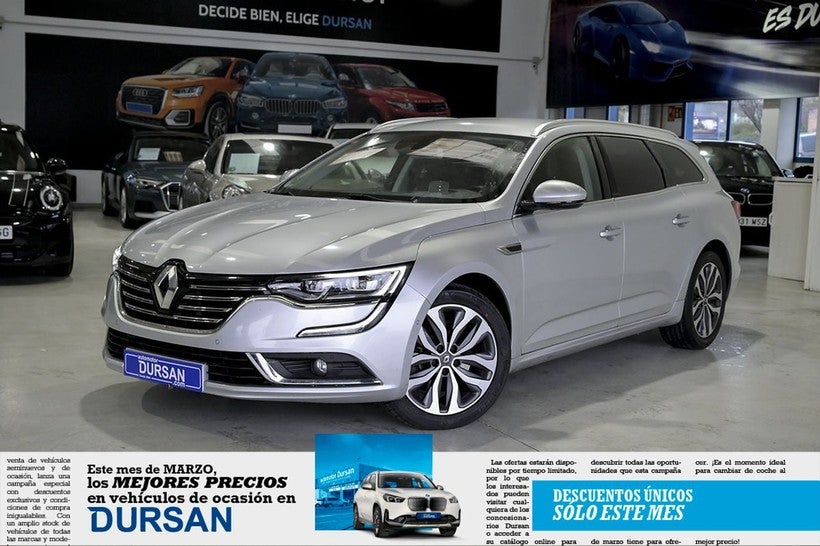 DECIDE BIEN, ELIGE DURSAN
ES DU
automotor
DURSAN
.com
venta de vehículos
seminuevos y de
ocasión, lanza una
campaña especial
con descuentos
exclusivos y condi-
ciones de compra
inigualables. Con
un amplio stock de
vehículos de todas
las marcas y mode-
Este mes de MARZO,
los MEJORES PRECIOS
en vehículos de ocasión en
DURSAN
automotor Dursan
Las ofertas estarán dispo-
nibles por tiempo limitado,
por lo que
los interesa-
dos pueden
visitar cual-
quiera de los
concesiona-
rios Dursan
o acceder a
su catálogo online para
descubrir todas las oportu-
nidades que esta campaña
DESCUENTOS ÚNICOS
SÓLO ESTE MES
de marzo tiene para ofre-
cer. ¡Es el momento ideal
para cambiar de coche al
mejor precio!